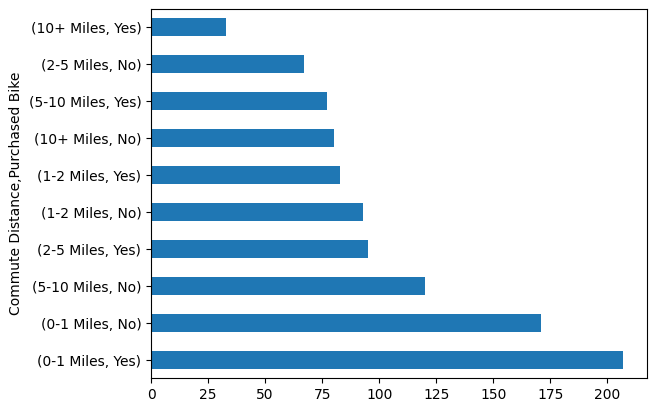 Commute Distance,Purchased Bike
(10+ Miles, Yes)
(2-5 Miles, No)
(5-10 Miles, Yes)
(10+ Miles, No)
(1-2 Miles, Yes)
(1-2 Miles, No)
(2-5 Miles, Yes)
(5-10 Miles, No)
(0-1 Miles, No)
(0-1 Miles, Yes)
0 25 50 75 100 125 150 175 200